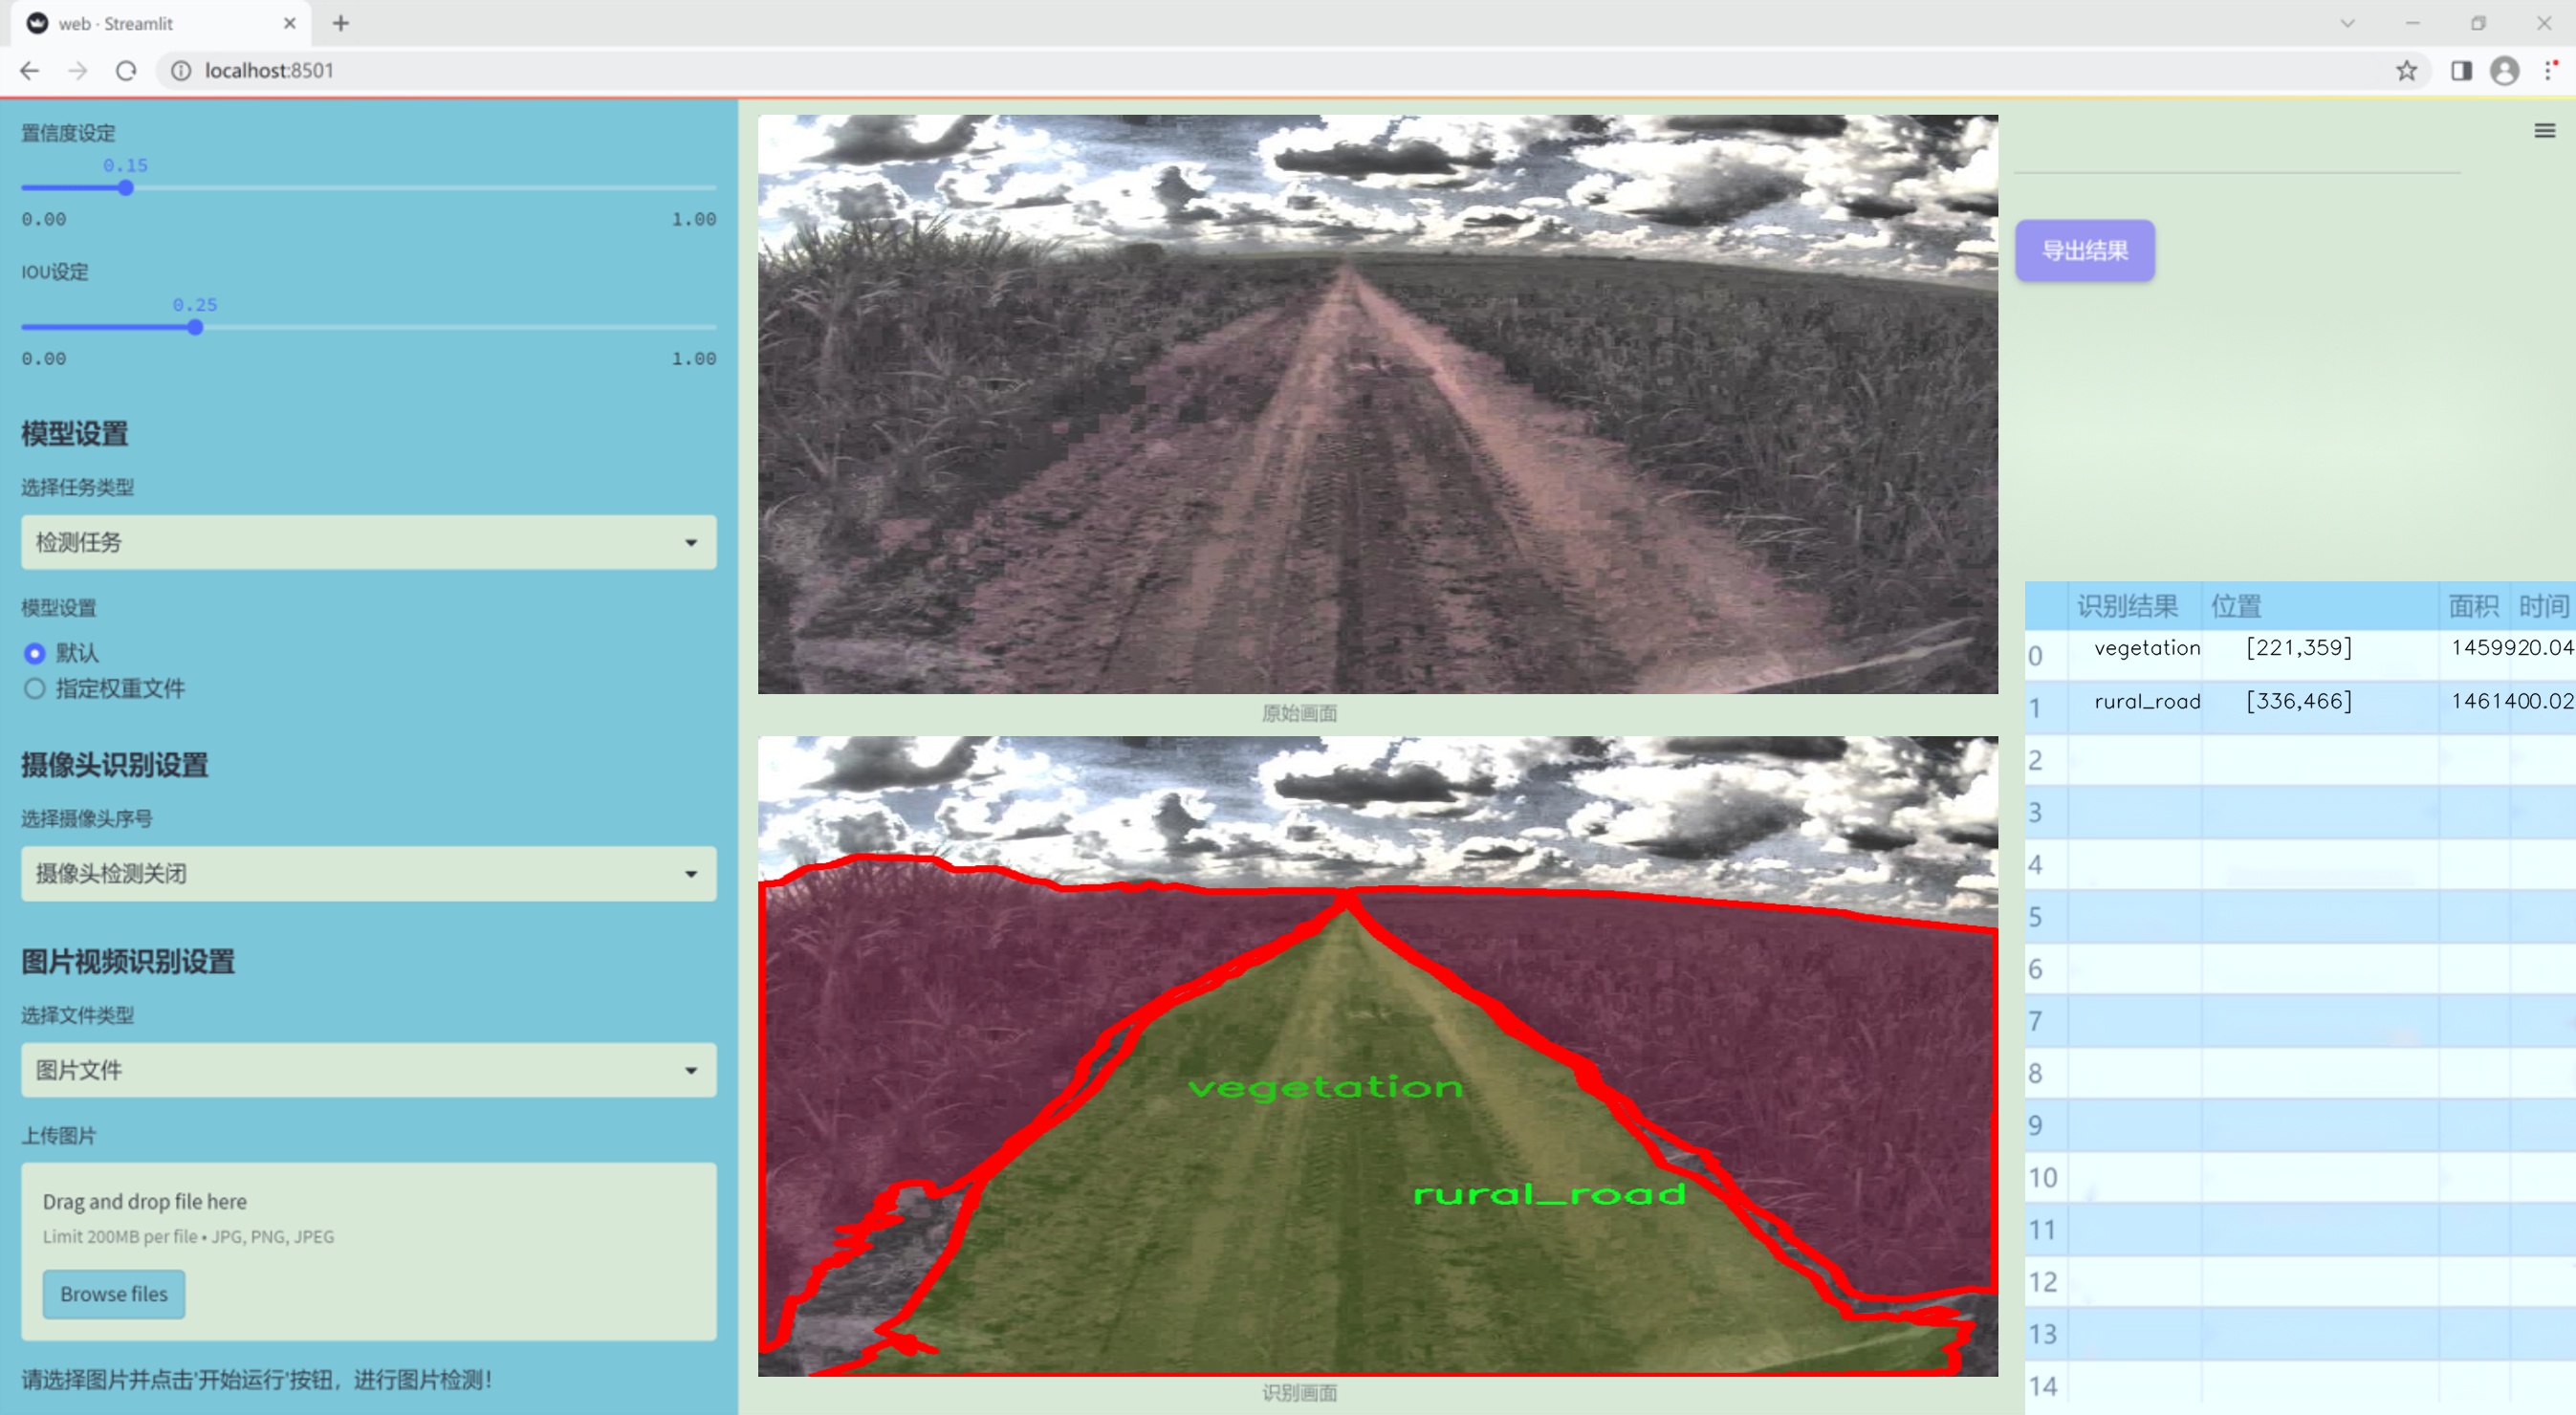 web · Streamlit
localhost:8501
置信度设定
0.15
0.00 1.00
IOU设定
0.25
0.00 1.00
模型设置
选择任务类型
检测任务
模型设置
默认
指定权重文件
摄像头识别设置
选择摄像头序号
摄像头检测关闭
图片视频识别设置
选择文件类型
图片文件
上传图片
Drag and drop file here
Limit 200MB per file • JPG, PNG, JPEG
Browse files
请选择图片并点击'开始运行'按钮，进行图片检测！
原始画面
vegetation
rural_road
识别画面
导出结果
识别结果 位置 面积 时间
0 vegetation [221,359] 1459920.04
1 rural_road [336,466] 1461400.02
2
3
4
5
6
7
8
9
10
11
12
13
14